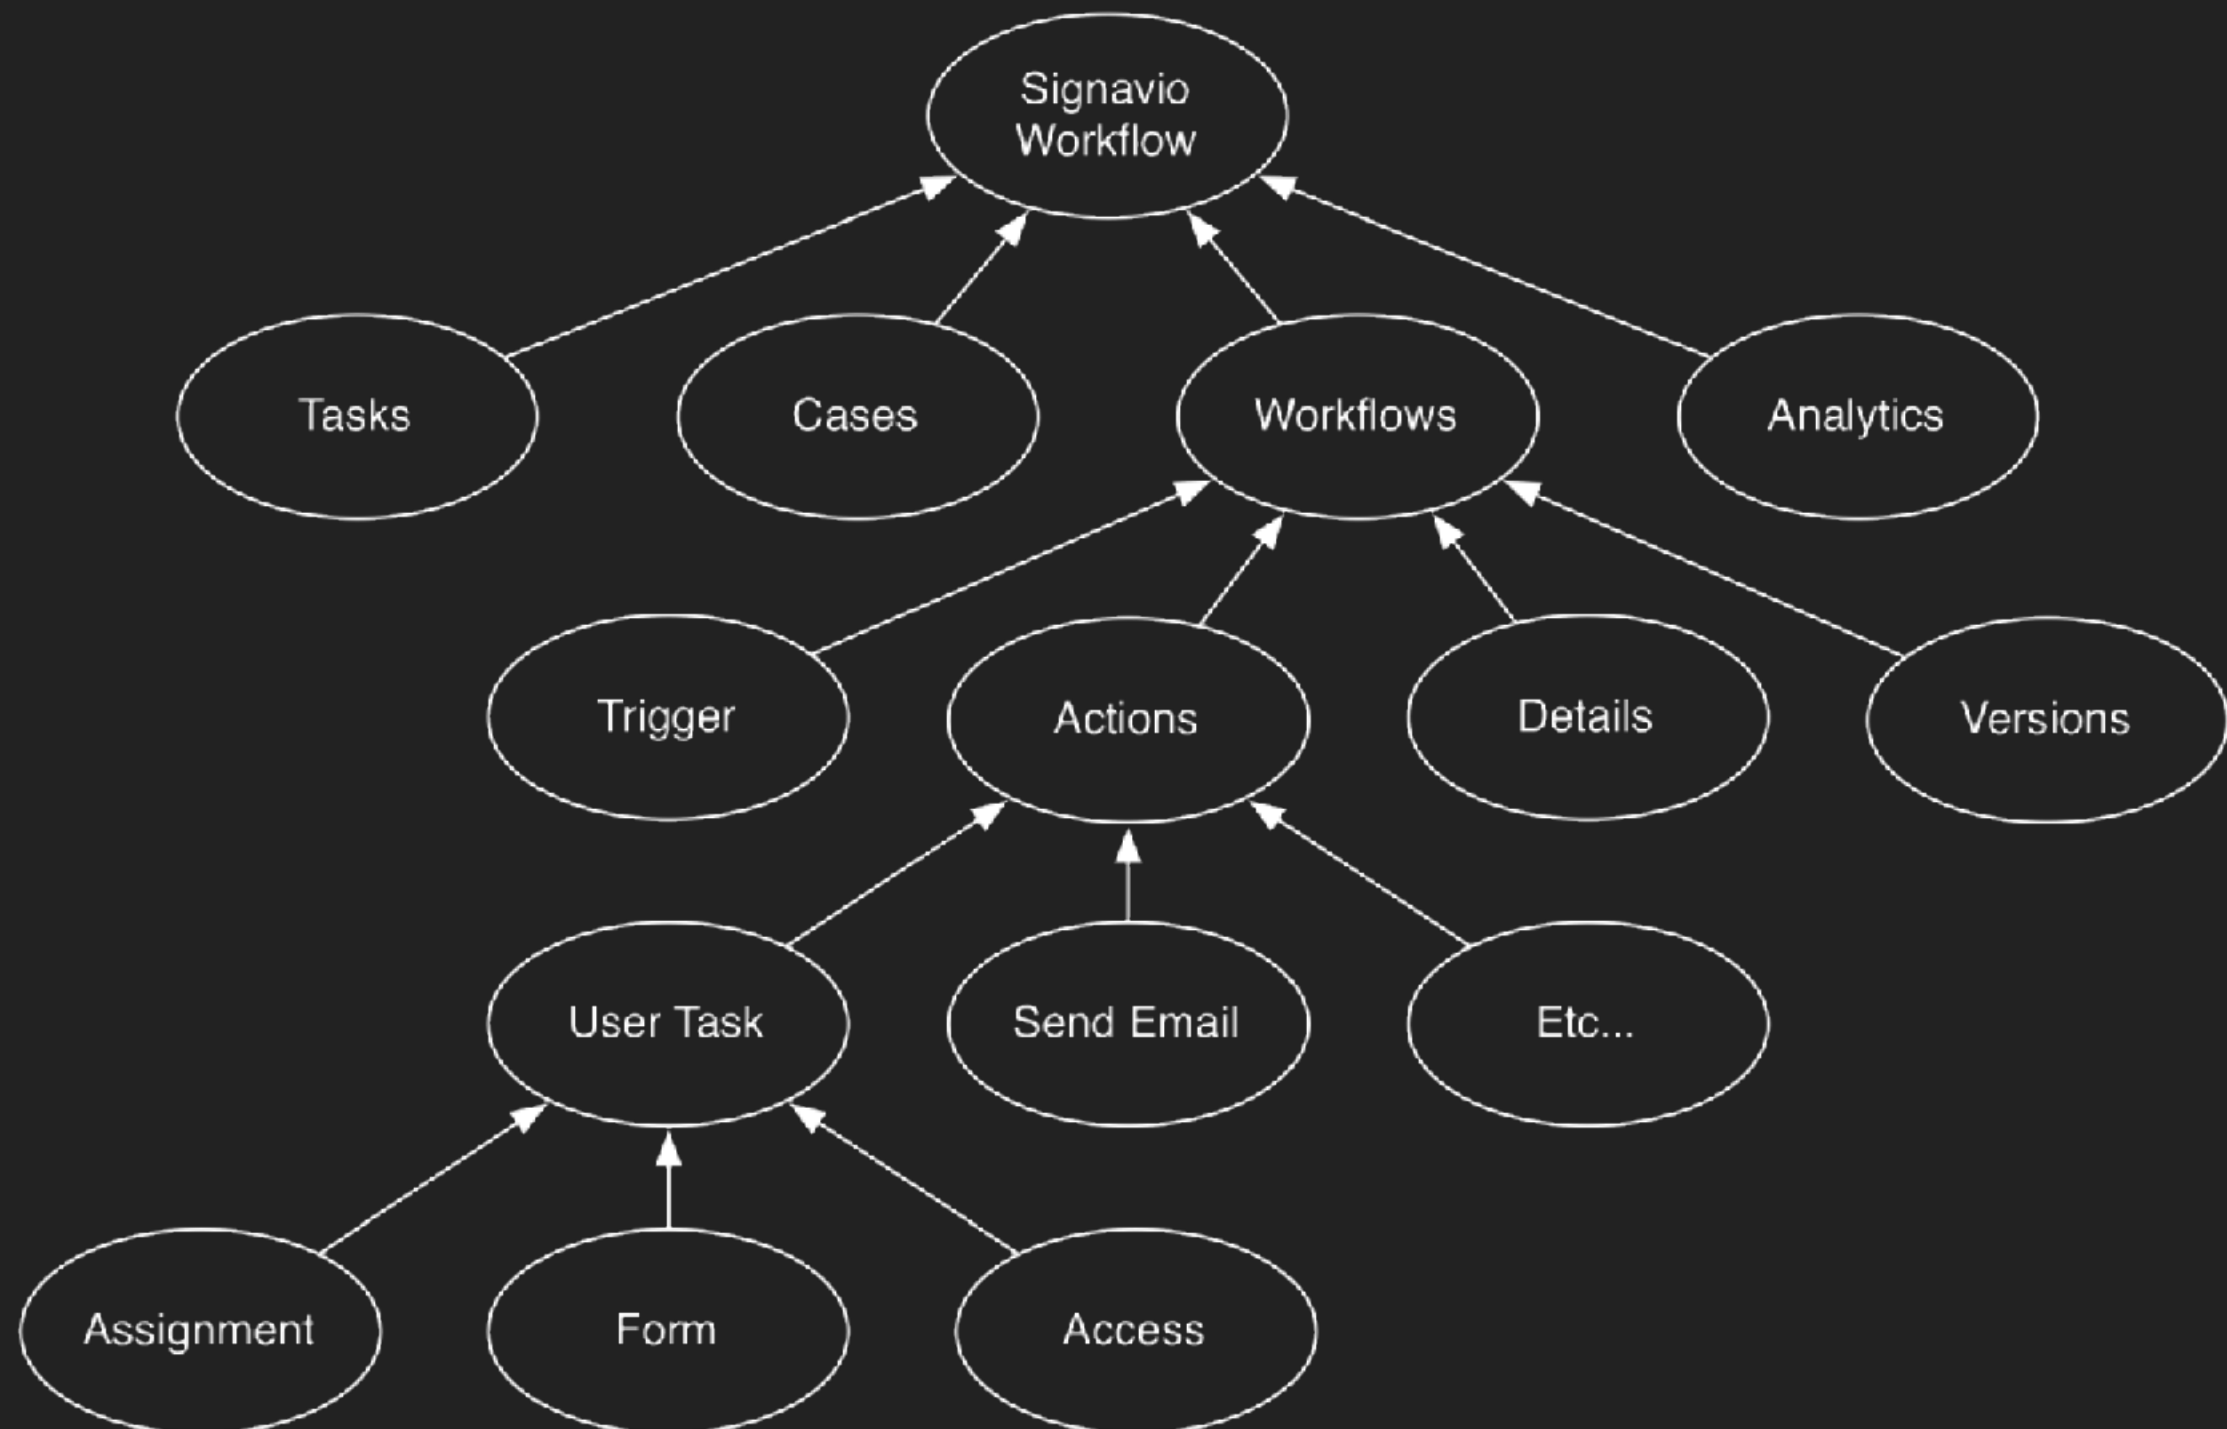 Signavio
Workflow
Tasks
Cases
Workflows
Analytics
Trigger
Actions
Details
Versions
User Task
Send Email
Etc...
Assignment
Form
Access